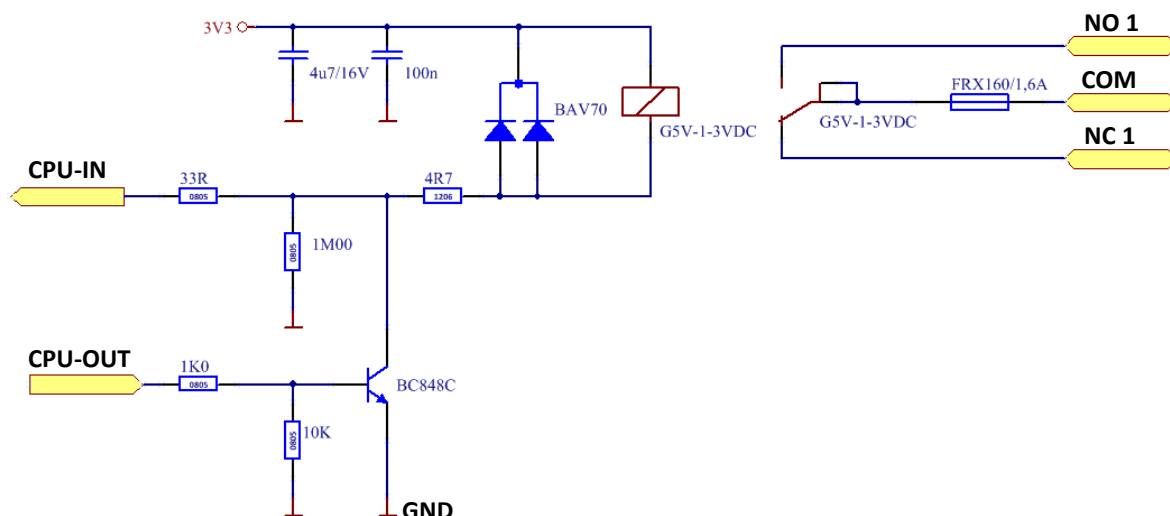 3V3
4u7/16V
100n
BAV70
G5V-1-3VDC
NO 1
FRX160/1,6A
COM
G5V-1-3VDC
NC 1
CPU-IN
33R
0805
4R7
1206
1M00
0805
CPU-OUT
1K0
0805
BC848C
10K
0805
GND